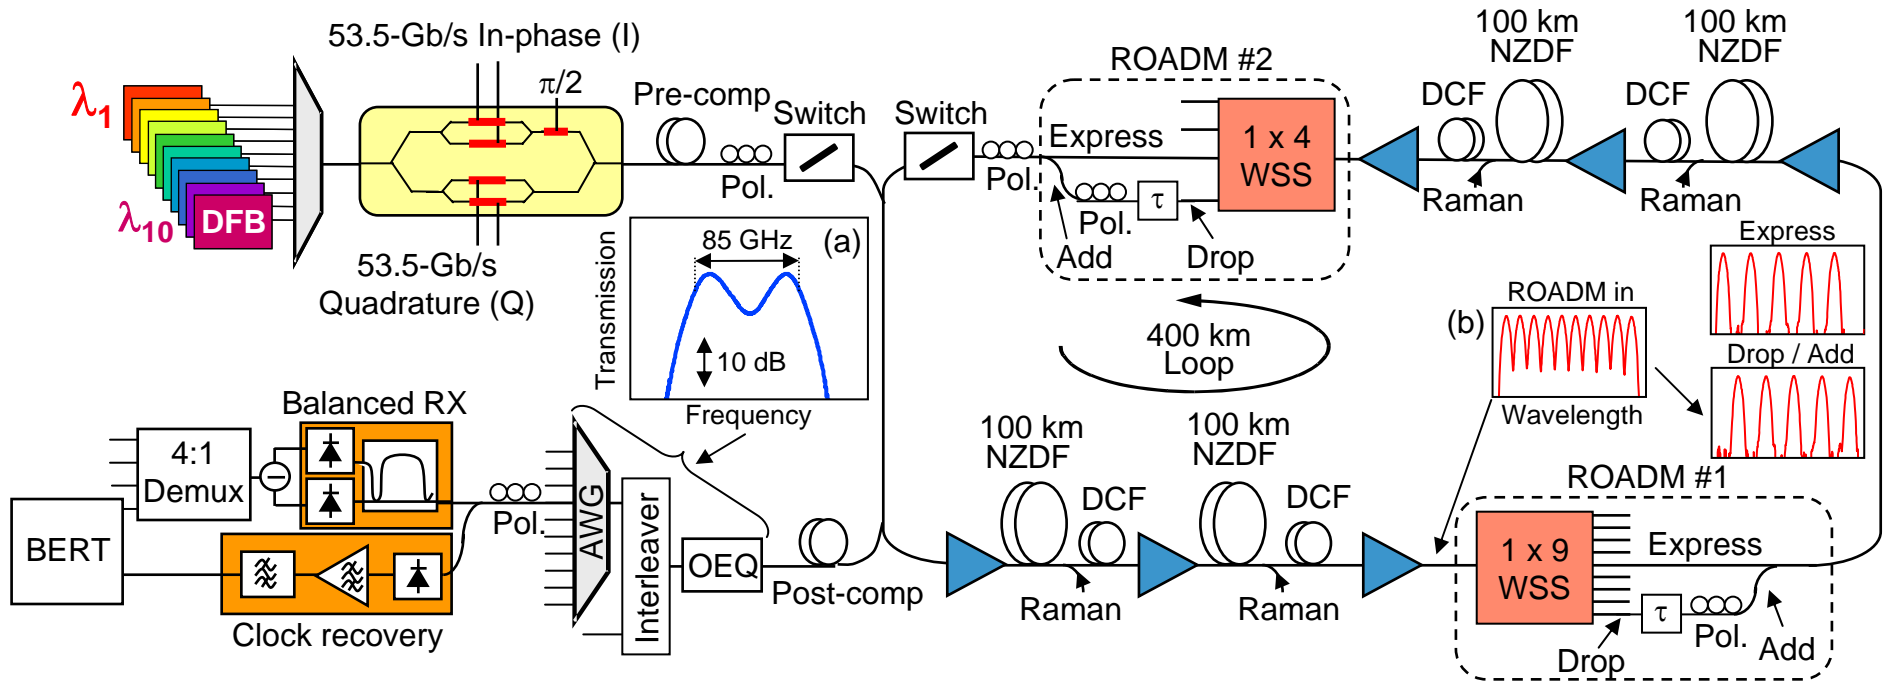 53.5-Gb/s In-phase (I)
π/2
λ1
λ10
DFB
53.5-Gb/s
Quadrature (Q)
Pre-comp
Pol.
Switch
Switch
Pol.
ROADM #2
Express
1 x 4
WSS
Pol.
τ
Add
Drop
100 km
NZDF
100 km
NZDF
DCF
DCF
Raman
Raman
Transmission
85 GHz
(a)
10 dB
Frequency
400 km
Loop
(b)
ROADM in
Wavelength
Express
Drop / Add
Balanced RX
4:1
Demux
BERT
Clock recovery
Pol.
AWG
Interleaver
OEQ
Post-comp
100 km
NZDF
100 km
NZDF
DCF
DCF
Raman
Raman
ROADM #1
1 x 9
WSS
Express
τ
Pol.
Drop
Add